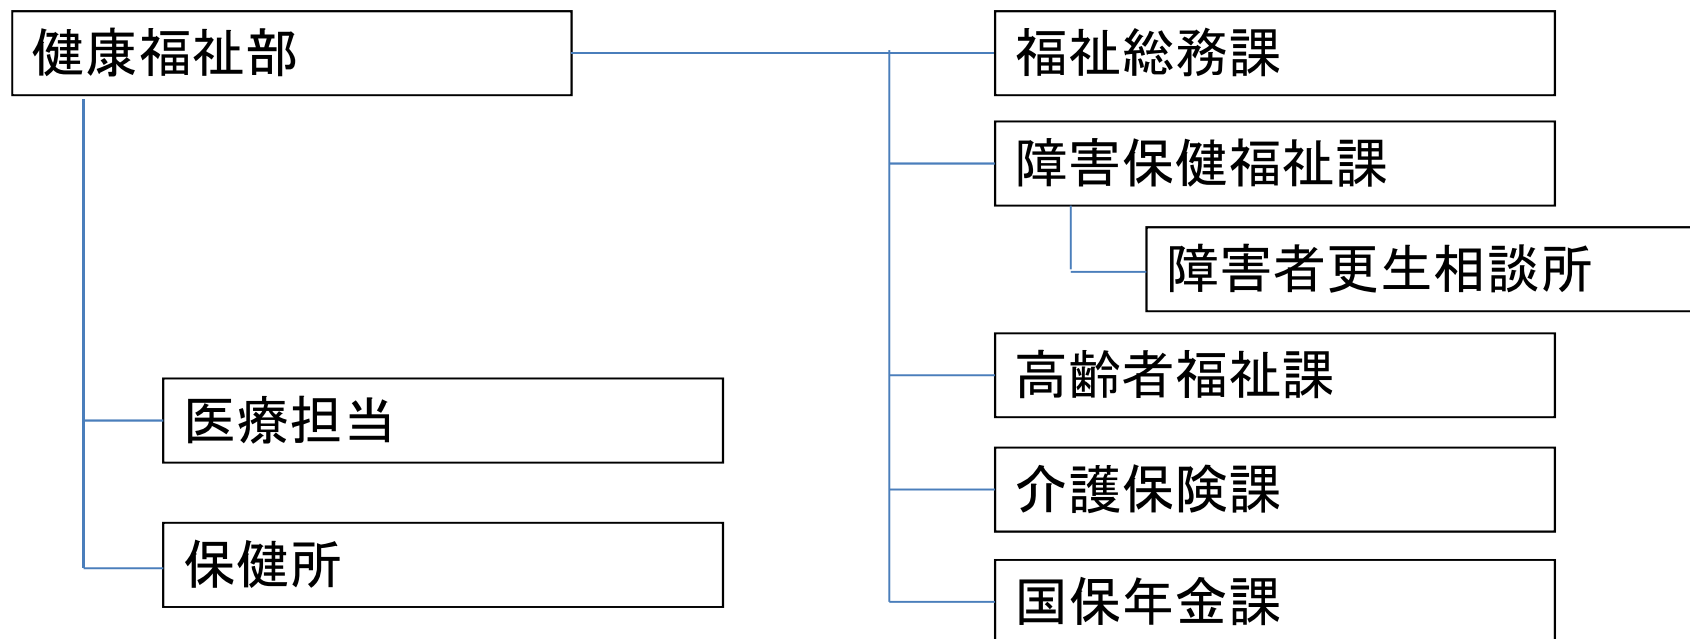 健康福祉部
福祉総務課
障害保健福祉課
障害者更生相談所
高齢者福祉課
医療担当
介護保険課
保健所
国保年金課